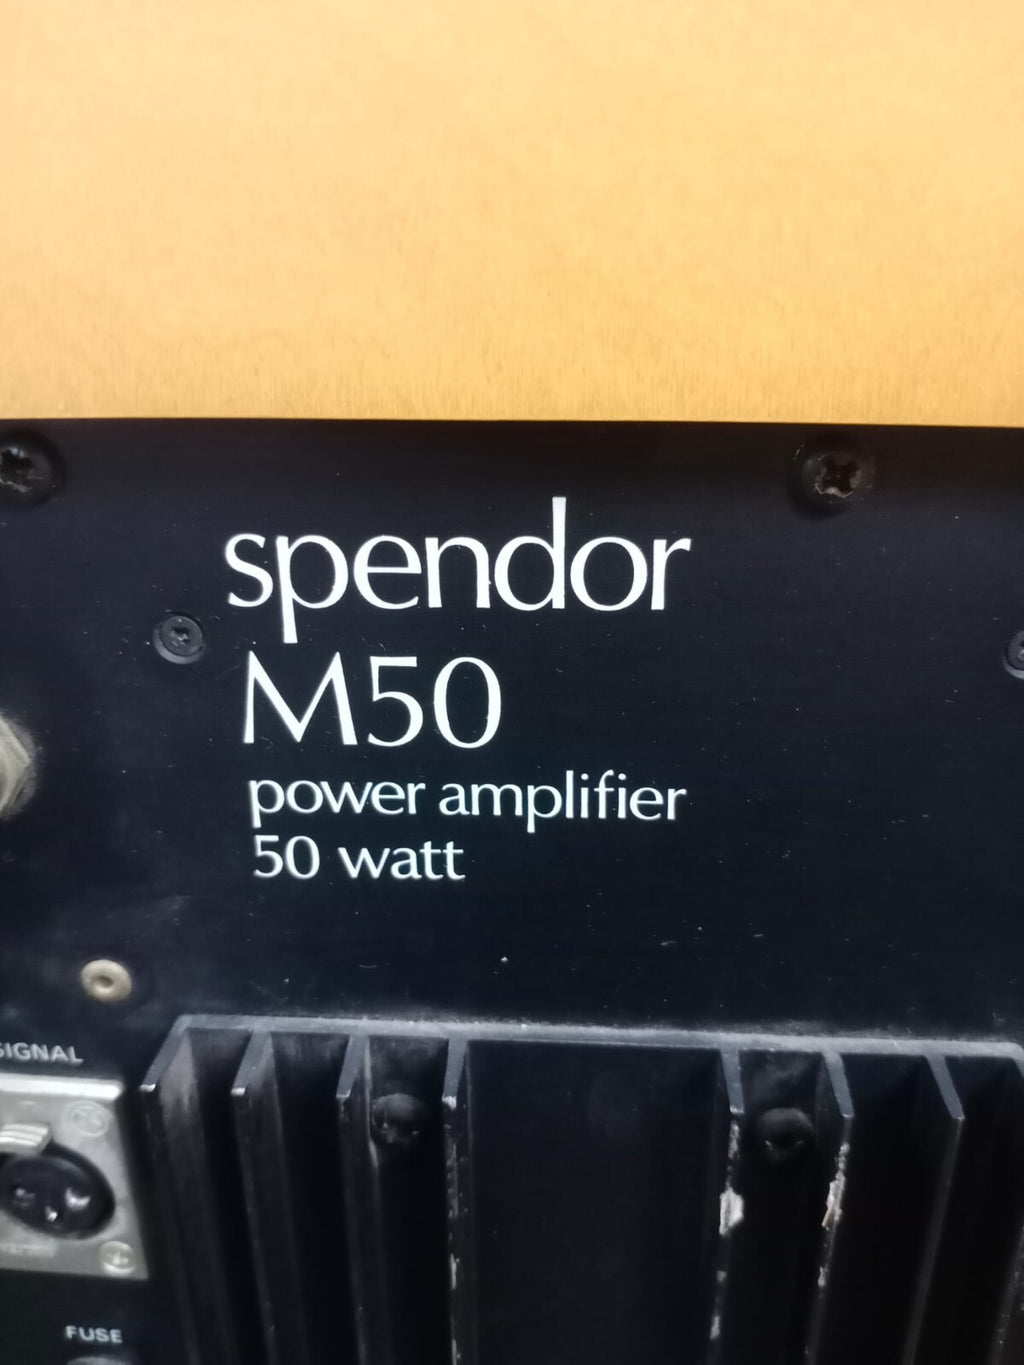 spendor
M50
power amplifier
50 watt
SIGNAL
FUSE